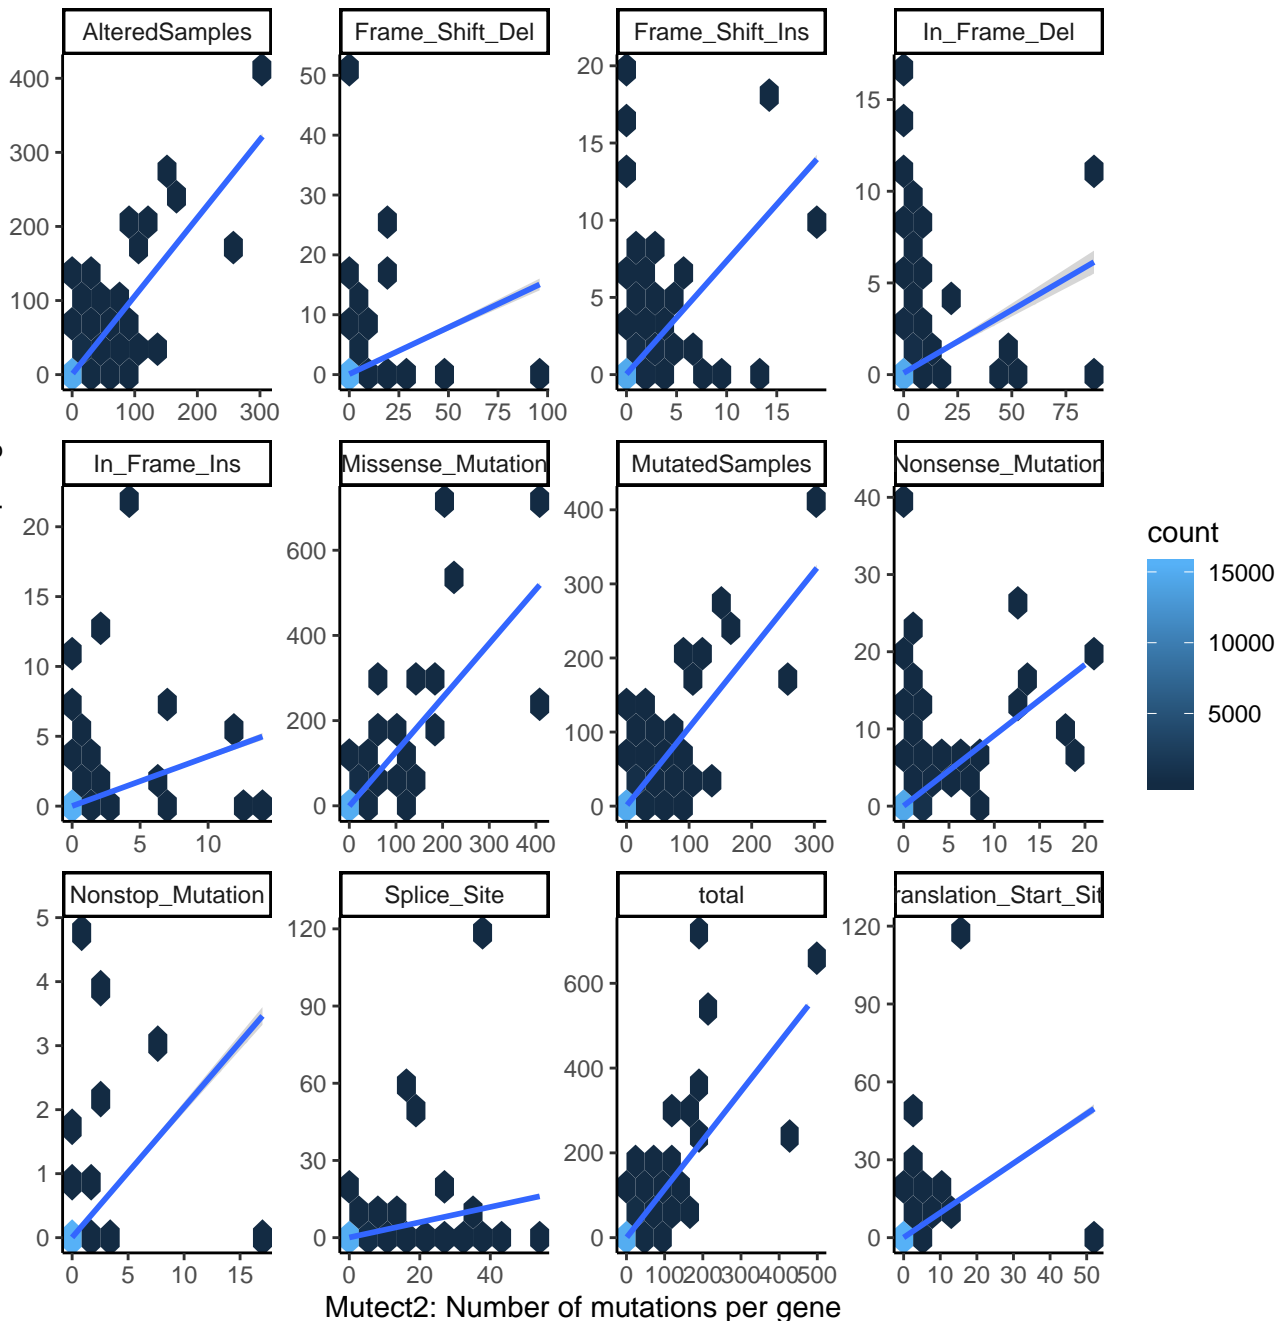 AlteredSamples Frame_Shift_Del Frame_Shift_Ins In_Frame_Del
400 50 20 15
300 40 15 10
200 30 10 5
100 20 5 0
0 10 0
0
0 100 200 300 0 25 50 75 100 0 5 10 15 0 25 50 75
In_Frame_Ins Missense_Mutation MutatedSamples Nonsense_Mutation
20 600 400 40
15 400 300 30
10 200 200 20
5 0 100 10
0 0 0
0 5 10 0 100 200 300 400 0 100 200 300 0 5 10 15 20
count
15000
10000
5000
Nonstop_Mutation Splice_Site total ranslation_Start_Sit
5 120 600 120
4 90 400 90
3 60 200 60
2 30 0 30
1 0 0
0
0 5 10 15 0 20 40 0 100 200 300 400 500 0 10 20 30 40 50
Mutect2: Number of mutations per gene